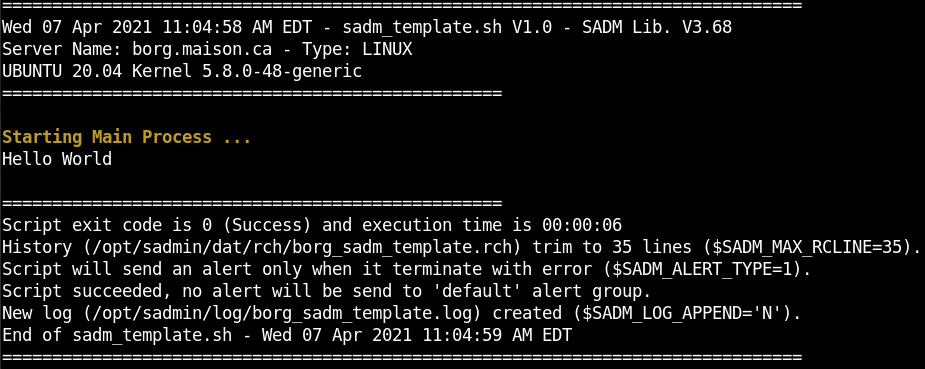 ================================================================================
Wed 07 Apr 2021 11:04:58 AM EDT - sadm_template.sh V1.0 - SADM Lib. V3.68
Server Name: borg.maison.ca - Type: LINUX
UBUNTU 20.04 Kernel 5.8.0-48-generic
==================================================
Starting Main Process ...
Hello World
==================================================
Script exit code is 0 (Success) and execution time is 00:00:06
History (/opt/sadmin/dat/rch/borg_sadm_template.rch) trim to 35 lines ($SADM_MAX_RCLINE=35).
Script will send an alert only when it terminate with error ($SADM_ALERT_TYPE=1).
Script succeeded, no alert will be send to 'default' alert group.
New log (/opt/sadmin/log/borg_sadm_template.log) created ($SADM_LOG_APPEND='N').
End of sadm_template.sh - Wed 07 Apr 2021 11:04:59 AM EDT
================================================================================